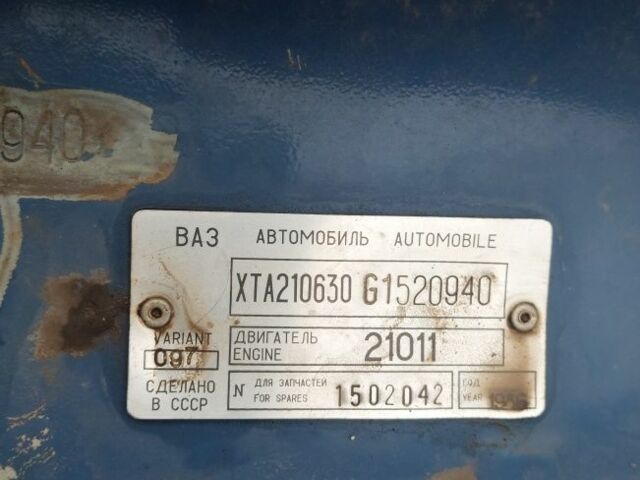 940
ВАЗ АВТОМОБИЛЬ AUTOMOBILE
XTA210630 G1520940
VARIANT
097
ДВИГАТЕЛЬ
ENGINE
21011
СДЕЛАНО
В СССР
N ДЛЯ ЗАПЧАСТЕЙ
FOR SPARES
1502042
ГОД
YEAR
1986